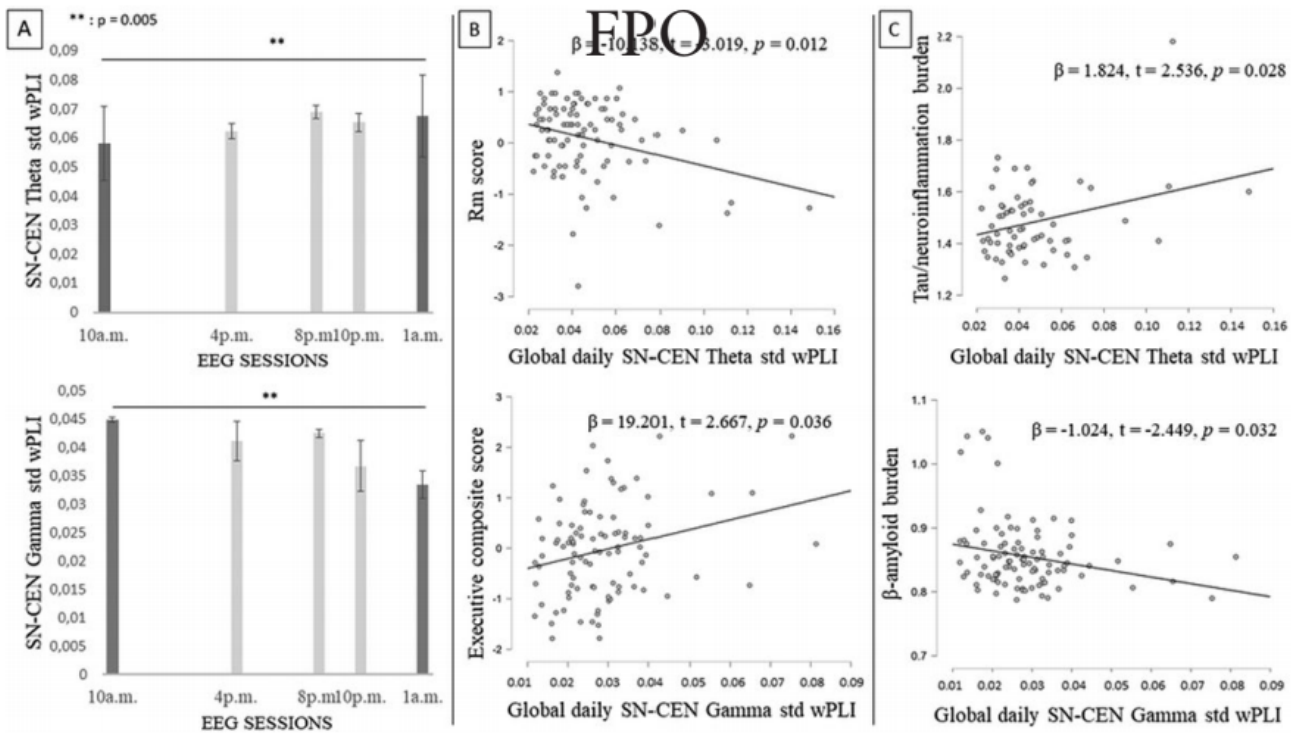 A
** : p = 0.005
**
0,09
0,08
0,07
0,06
0,05
0,04
0,03
0,02
0,01
0
SN-CEN Theta std wPLI
10a.m.
4p.m.
8p.m10p.m.
1a.m.
EEG SESSIONS
**
0,05
0,045
0,04
0,035
0,03
0,025
0,02
0,015
0,01
0,005
0
SN-CEN Gamma std wPLI
10a.m.
4p.m.
8p.m10p.m.
1a.m.
EEG SESSIONS
B
FPO
β = -10.138, t = -3.019, p = 0.012
2
1
0
-1
-2
-3
Rm score
0.02 0.04 0.06 0.08 0.10 0.12 0.14 0.16
Global daily SN-CEN Theta std wPLI
β = 19.201, t = 2.667, p = 0.036
3
2
1
0
-1
-2
Executive composite score
0.01 0.02 0.03 0.04 0.05 0.06 0.07 0.08 0.09
Global daily SN-CEN Gamma std wPLI
C
β = 1.824, t = 2.536, p = 0.028
2.2
2.0
1.8
1.6
1.4
1.2
Tau/neuroinflammation burden
0.02 0.04 0.06 0.08 0.10 0.12 0.14 0.16
Global daily SN-CEN Theta std wPLI
β = -1.024, t = -2.449, p = 0.032
1.1
1.0
0.9
0.8
0.7
β-amyloid burden
0.01 0.02 0.03 0.04 0.05 0.06 0.07 0.08 0.09
Global daily SN-CEN Gamma std wPLI